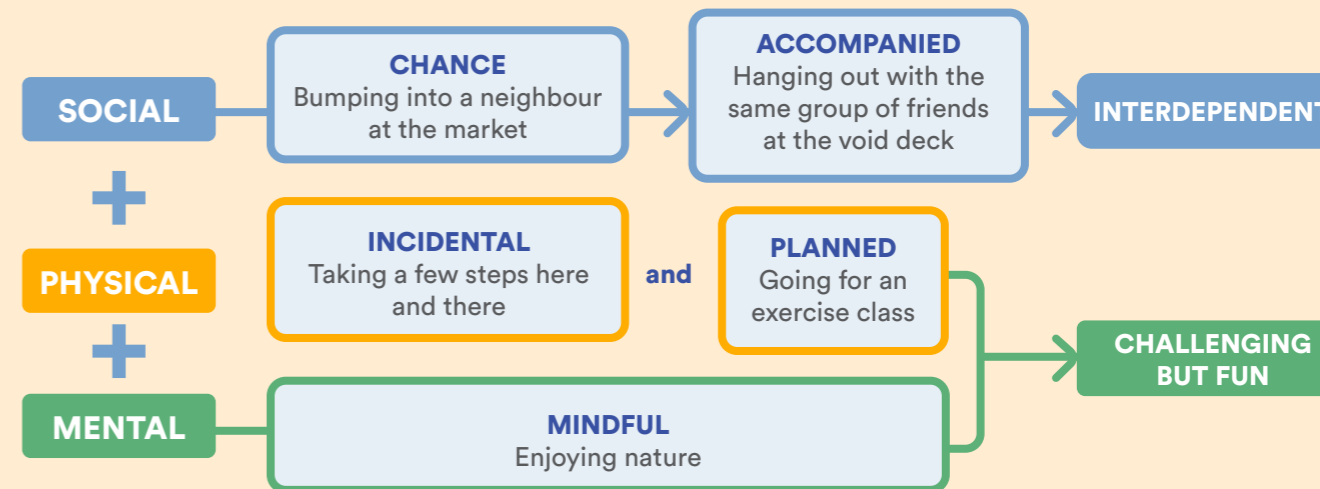 SOCIAL
CHANCE
Bumping into a neighbour
at the market
ACCOMPANIED
Hanging out with the
same group of friends
at the void deck
INTERDEPENDENT
+
PHYSICAL
INCIDENTAL
Taking a few steps here
and there
and
PLANNED
Going for an
exercise class
+
MENTAL
MINDFUL
Enjoying nature
CHALLENGING
BUT FUN